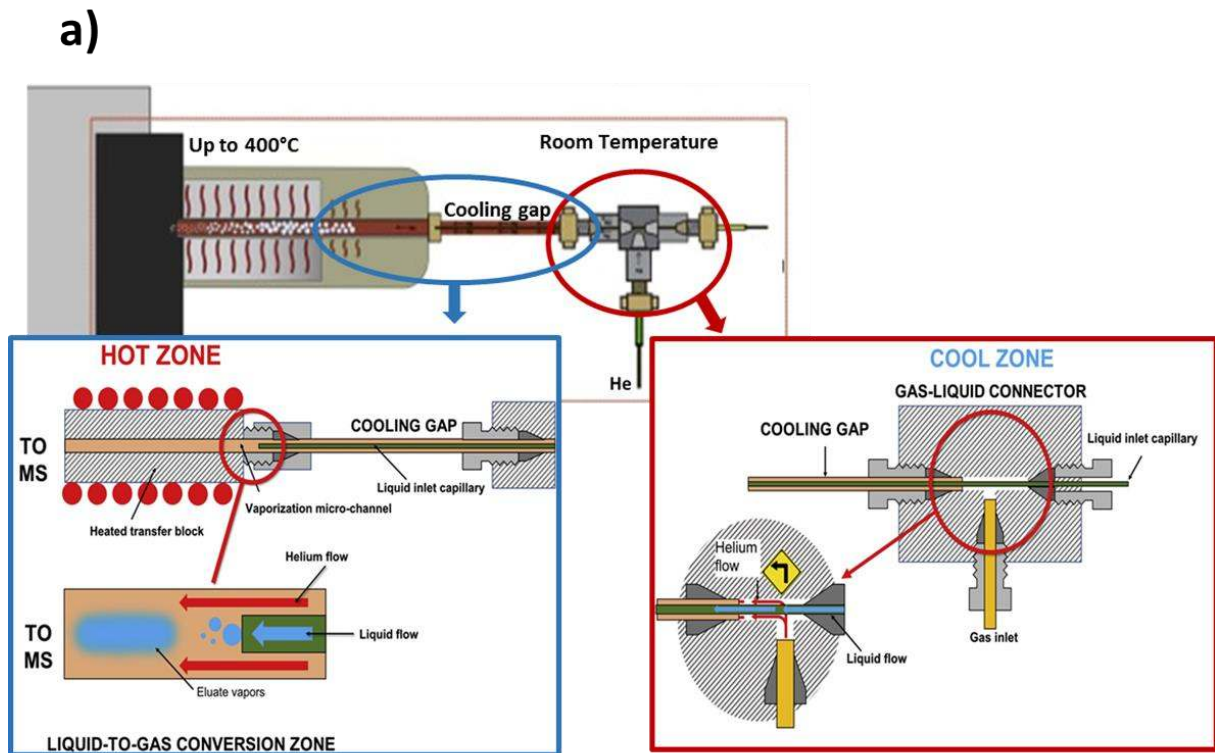 a)
Up to 400°C
Room Temperature
Cooling gap
He
HOT ZONE
COOLING GAP
TO
MS
Liquid inlet capillary
Vaporization micro-channel
Heated transfer block
Helium flow
TO
MS
Liquid flow
Eluate vapors
LIQUID-TO-GAS CONVERSION ZONE
COOL ZONE
GAS-LIQUID CONNECTOR
COOLING GAP
Liquid inlet capillary
Helium
flow
Gas inlet
Liquid flow